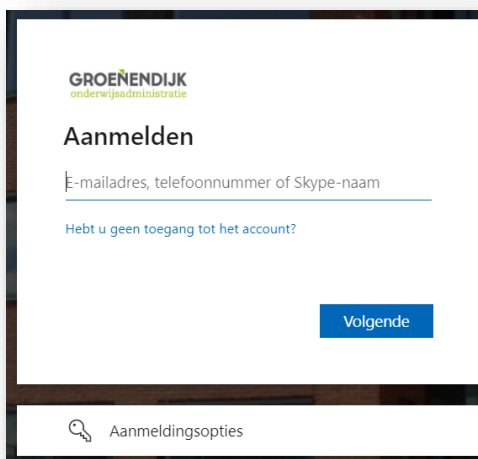 GROENENDIJK
onderwijsadministratie
Aanmelden
E-mailadres, telefoonnummer of Skype-naam
Hebt u geen toegang tot het account?
Volgende
Aanmeldingsopties